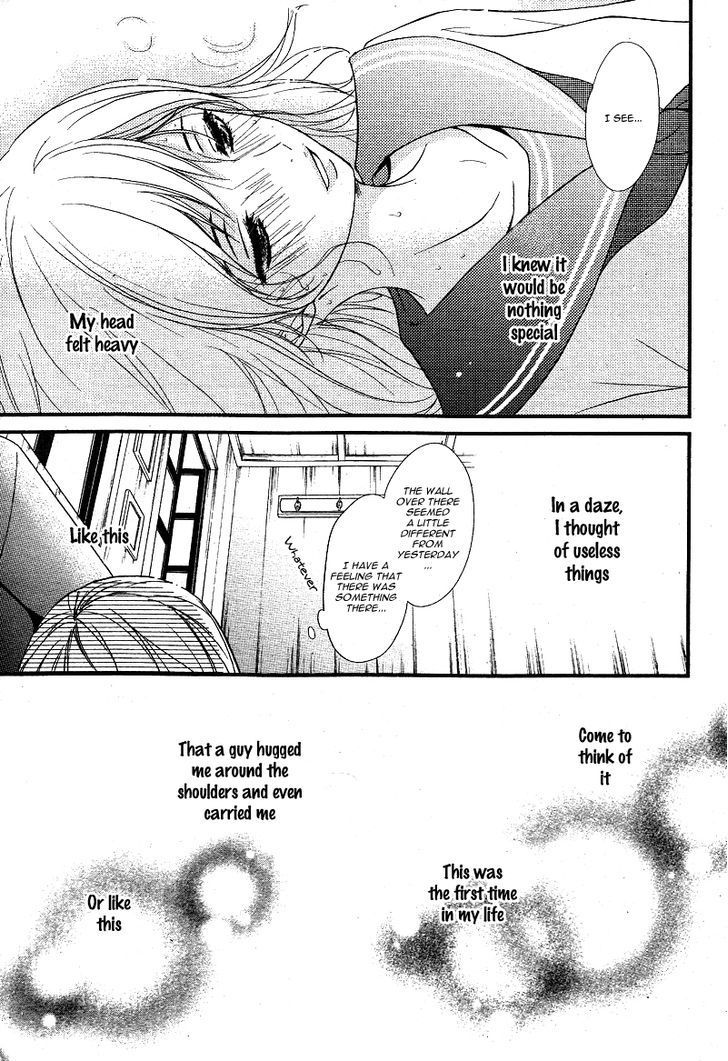 I SEE...
I knew it
would be
nothing
special
My head
felt heavy
In a daze,
I thought
of useless
things
THE WALL
OVER THERE
SEEMED
A LITTLE
DIFFERENT
FROM
YESTERDAY
...
I HAVE A
FEELING THAT
THERE WAS
SOMETHING
THERE...
Whatever
Like this
Come to
think of
it
This was
the first time
in my life
That a guy hugged
me around the
shoulders and even
carried me
Or like
this